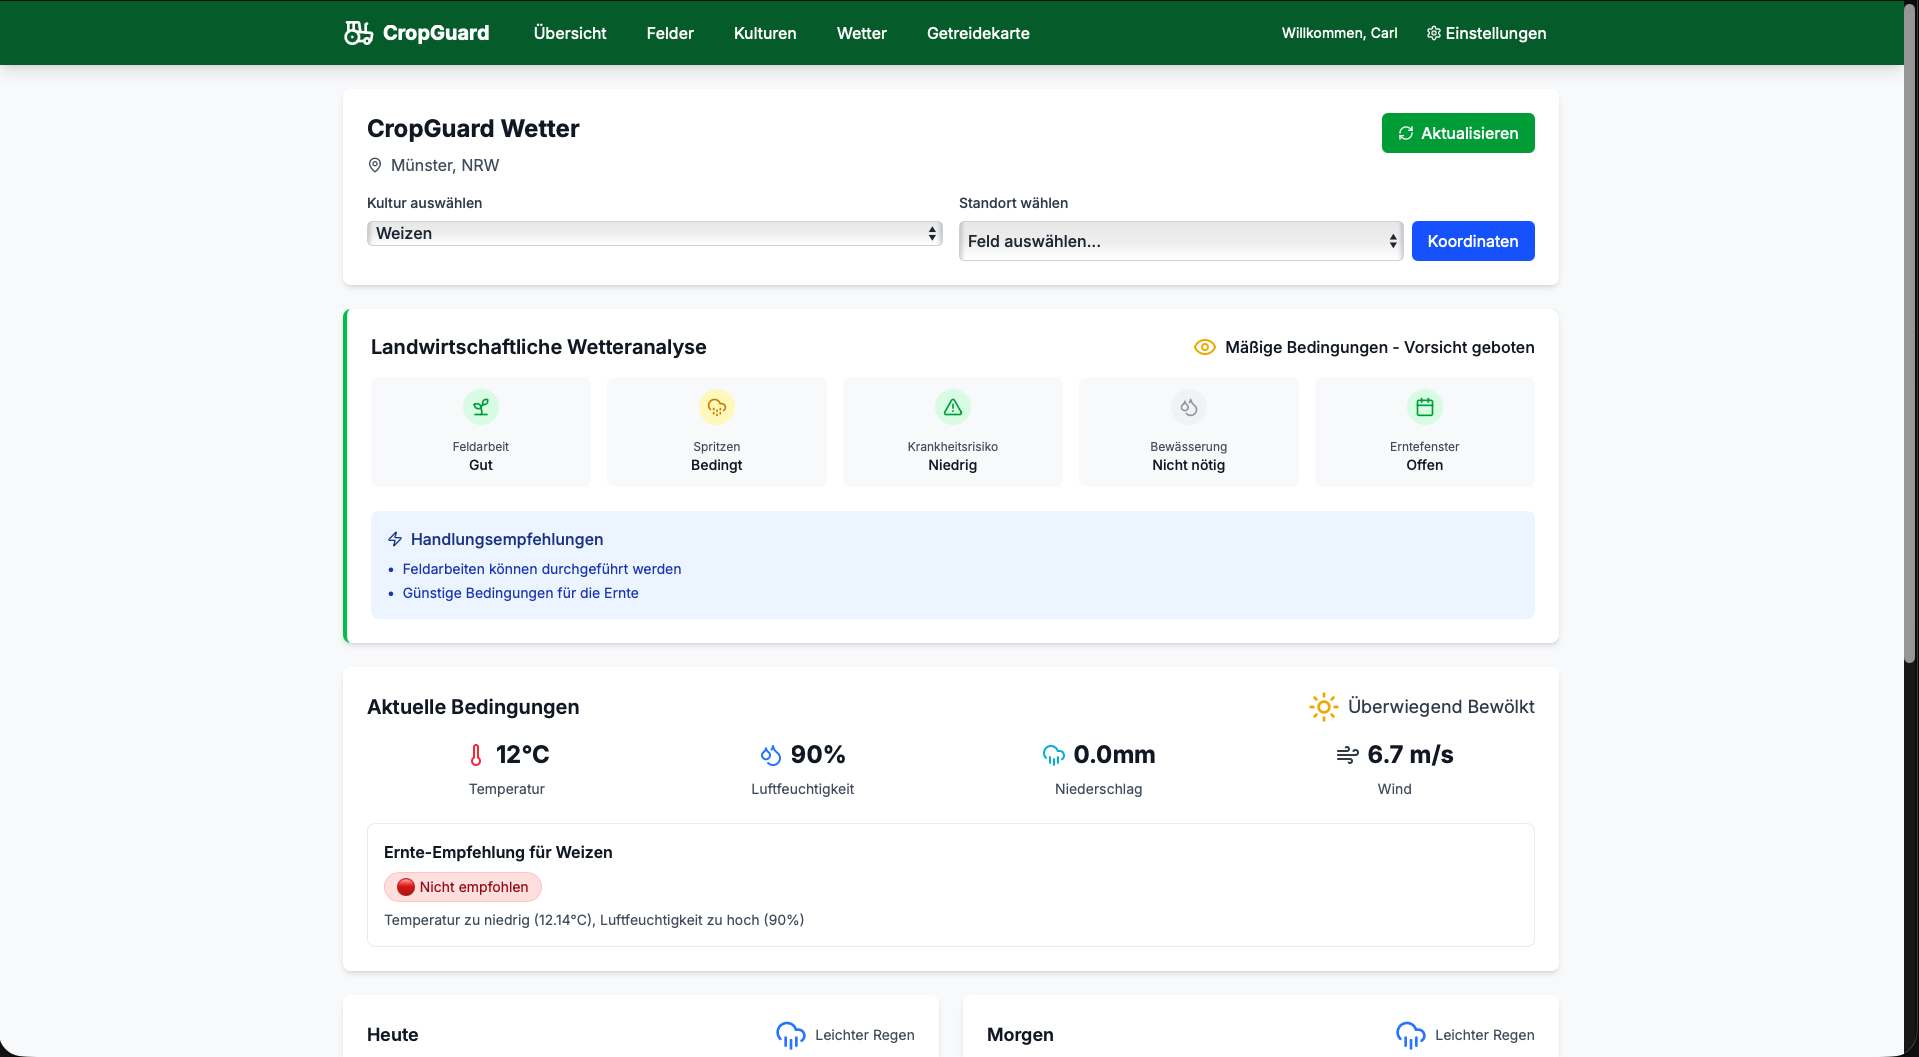 CropGuard Übersicht Felder Kulturen Wetter Getreidekarte Willkommen, Carl Einstellungen
CropGuard Wetter
Aktualisieren
Münster, NRW
Kultur auswählen
Weizen
Standort wählen
Feld auswählen...
Koordinaten
Landwirtschaftliche Wetteranalyse
Mäßige Bedingungen - Vorsicht geboten
Feldarbeit
Gut
Spritzen
Bedingt
Krankheitsrisiko
Niedrig
Bewässerung
Nicht nötig
Erntefenster
Offen
Handlungsempfehlungen
• Feldarbeiten können durchgeführt werden
• Günstige Bedingungen für die Ernte
Aktuelle Bedingungen
Überwiegend Bewölkt
12°C
Temperatur
90%
Luftfeuchtigkeit
0.0mm
Niederschlag
6.7 m/s
Wind
Ernte-Empfehlung für Weizen
Nicht empfohlen
Temperatur zu niedrig (12.14°C), Luftfeuchtigkeit zu hoch (90%)
Heute
Leichter Regen
Morgen
Leichter Regen